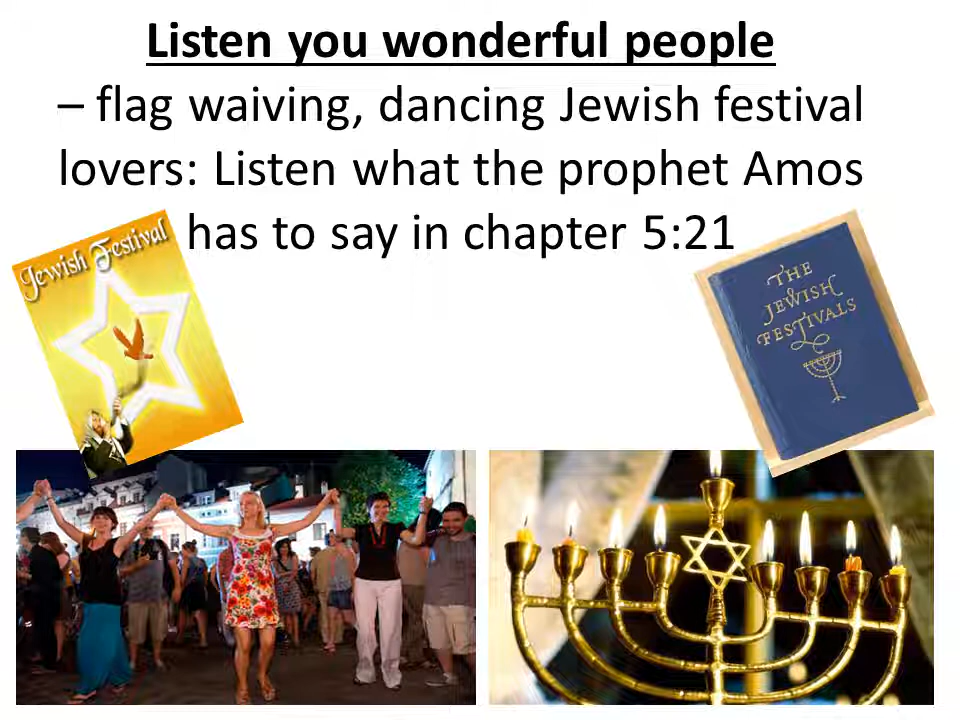 Listen you wonderful people
– flag waiving, dancing Jewish festival
lovers: Listen what the prophet Amos
has to say in chapter 5:21
Jewish Festival
THE
JEWISH
FESTIVALS